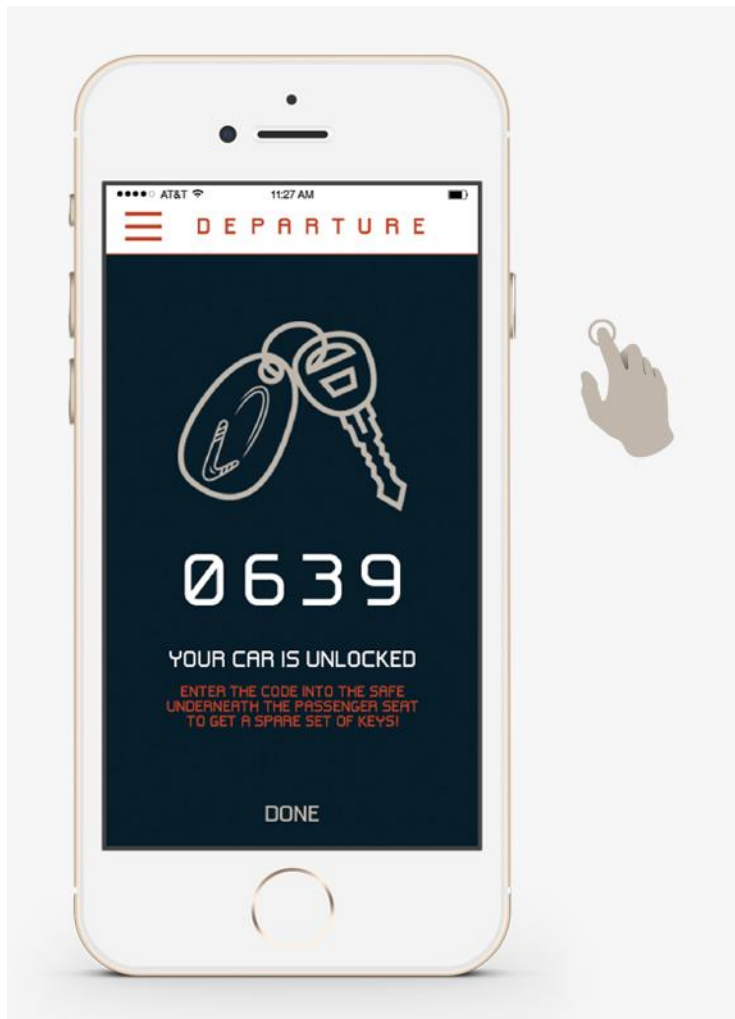 AT&T 11:27 AM
DEPARTURE
0639
YOUR CAR IS UNLOCKED
ENTER THE CODE INTO THE SAFE
UNDERNEATH THE PASSENGER SEAT
TO GET A SPARE SET OF KEYS!
DONE